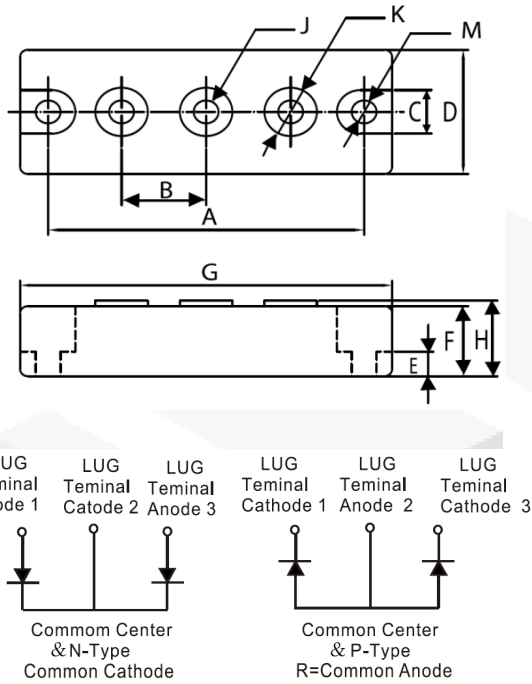 J
K
M
C
D
B
A
G
F
H
E
LUG
Teminal
Catode 2
LUG
Teminal
Anode 3
LUG
Teminal
Cathode 1
LUG
Teminal
Anode 2
LUG
Teminal
Cathode 3
Commom Center
& N-Type
Common Cathode
Common Center
& P-Type
R=Common Anode